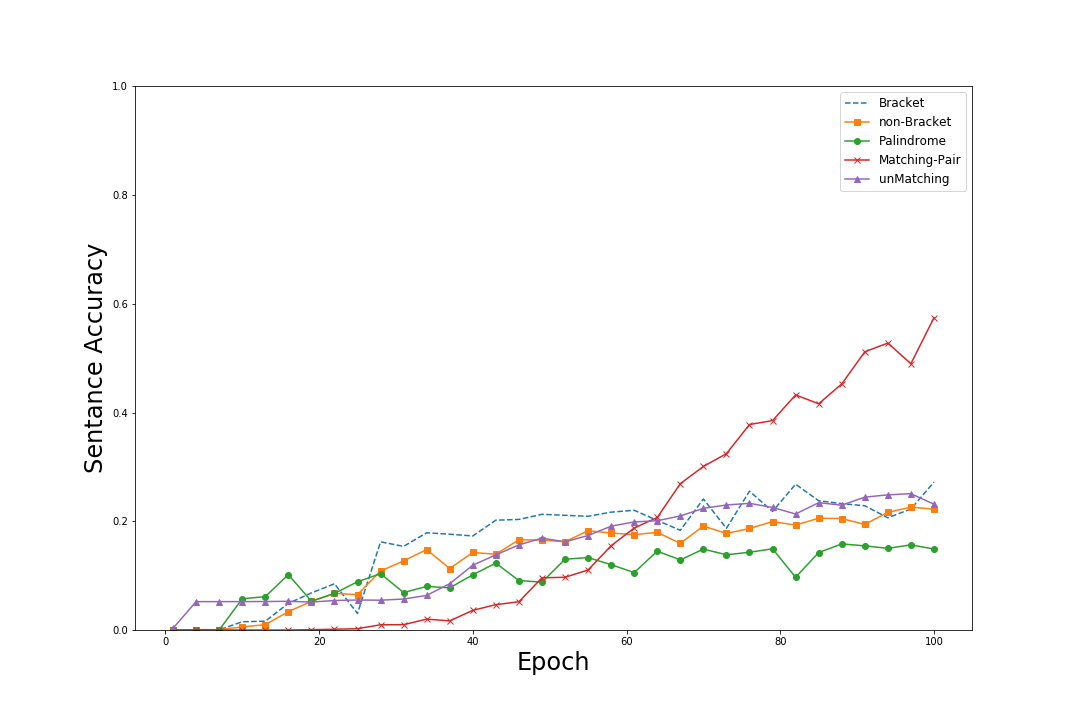 1.0
0.8
0.6
0.4
0.2
0.0
Sentance Accuracy
Bracket
non-Bracket
Palindrome
Matching-Pair
unMatching
0 20 40 60 80 100
Epoch